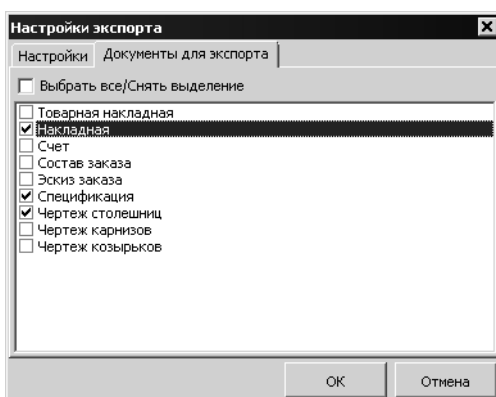 Настройки экспорта
Настройки Документы для экспорта
Выбрать все/Снять выделение
Товарная накладная
Накладная
Счет
Состав заказа
Эскиз заказа
Спецификация
Чертеж столешниц
Чертеж карнизов
Чертеж козырьков
ОК Отмена